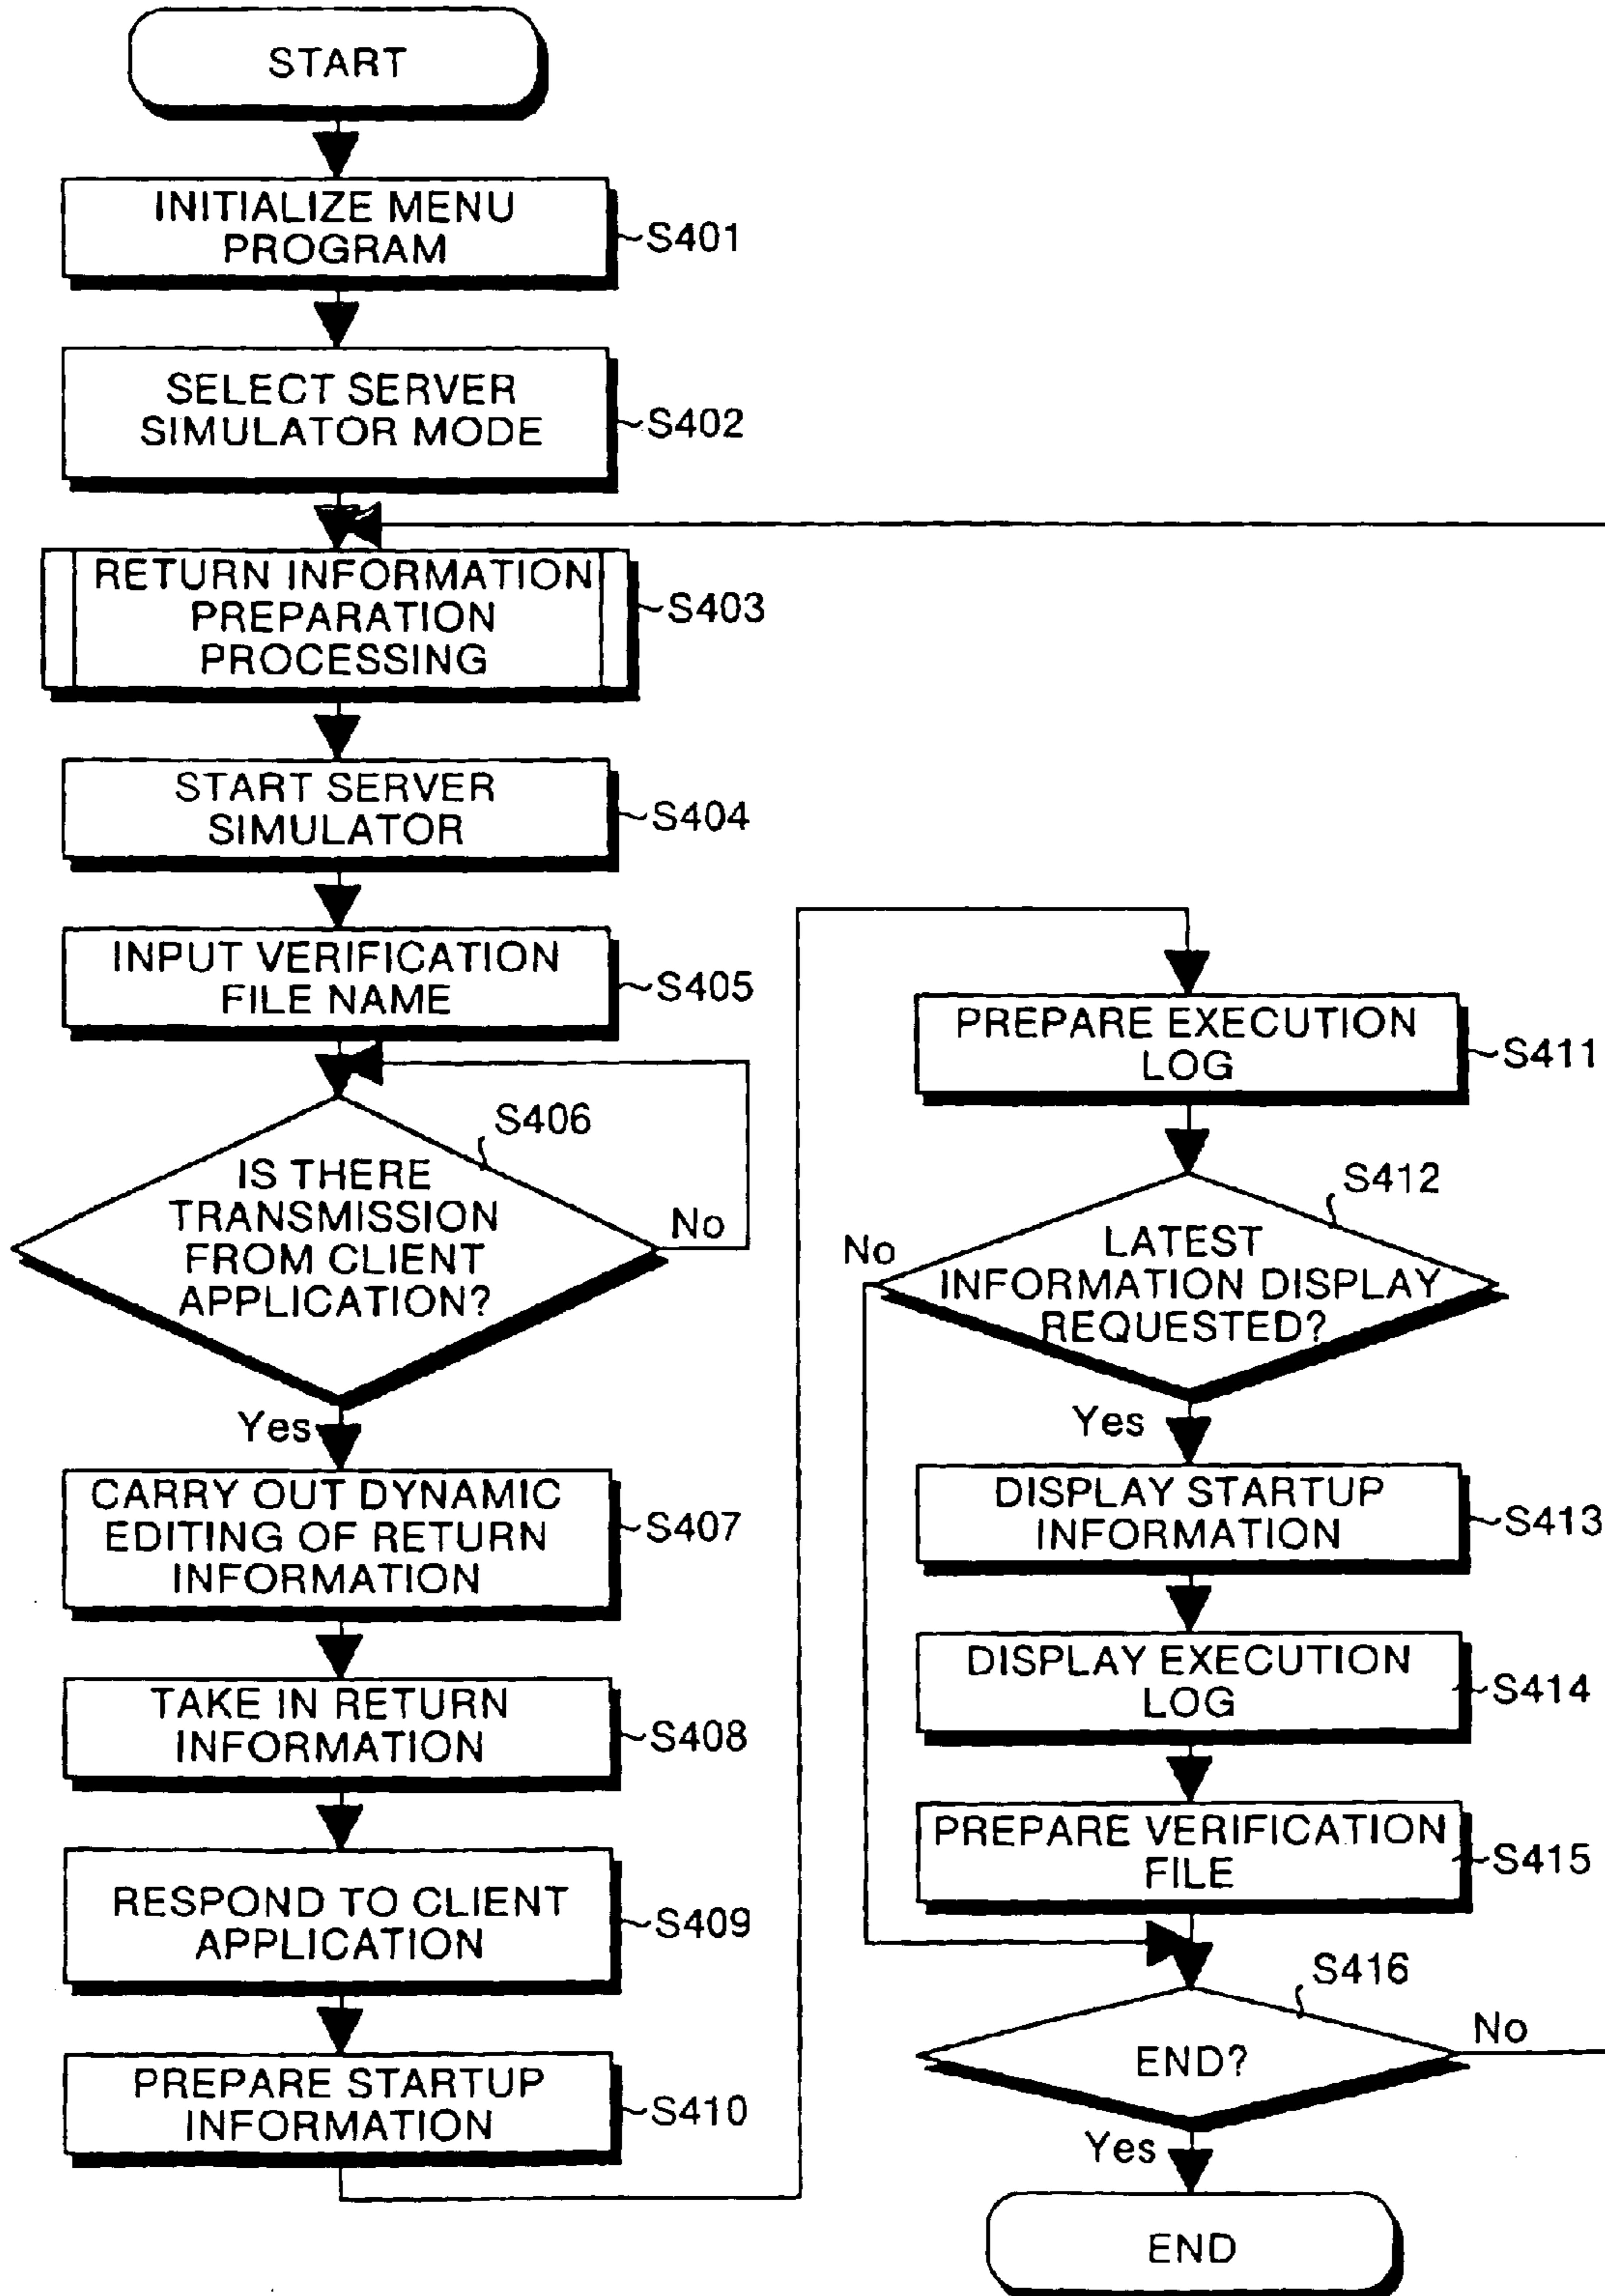 START
INITIALIZE MENU
PROGRAM
S401
SELECT SERVER
SIMULATOR MODE
S402
RETURN INFORMATION
PREPARATION
PROCESSING
S403
START SERVER
SIMULATOR
S404
INPUT VERIFICATION
FILE NAME
S405
S406
IS THERE
TRANSMISSION
FROM CLIENT
APPLICATION?
No
Yes
CARRY OUT DYNAMIC
EDITING OF RETURN
INFORMATION
S407
TAKE IN RETURN
INFORMATION
S408
RESPOND TO CLIENT
APPLICATION
S409
PREPARE STARTUP
INFORMATION
S410
PREPARE EXECUTION
LOG
S411
S412
LATEST
INFORMATION DISPLAY
REQUESTED?
No
Yes
DISPLAY STARTUP
INFORMATION
S413
DISPLAY EXECUTION
LOG
S414
PREPARE VERIFICATION
FILE
S415
S416
END?
No
Yes
END